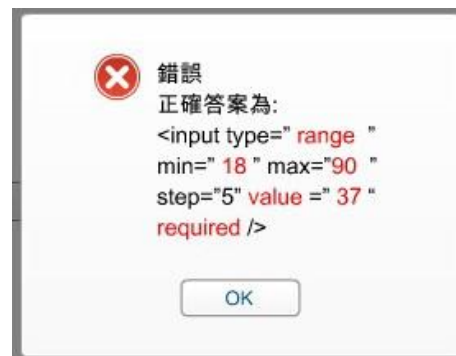 錯誤
正確答案為:
<input type=” range ”
min=” 18 ” max=”90 ”
step=”5” value =” 37 “
required />
OK